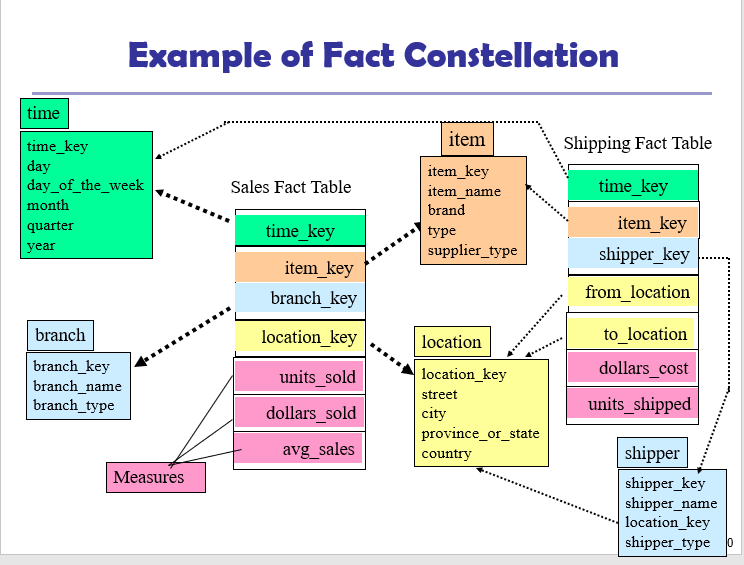 Example of Fact Constellation
time
time_key
day
day_of_the_week
month
quarter
year
Sales Fact Table
time_key
item_key
branch_key
location_key
units_sold
dollars_sold
avg_sales
Measures
branch
branch_key
branch_name
branch_type
item
item_key
item_name
brand
type
supplier_type
location
location_key
street
city
province_or_state
country
Shipping Fact Table
time_key
item_key
shipper_key
from_location
to_location
dollars_cost
units_shipped
shipper
shipper_key
shipper_name
location_key
shipper_type
0